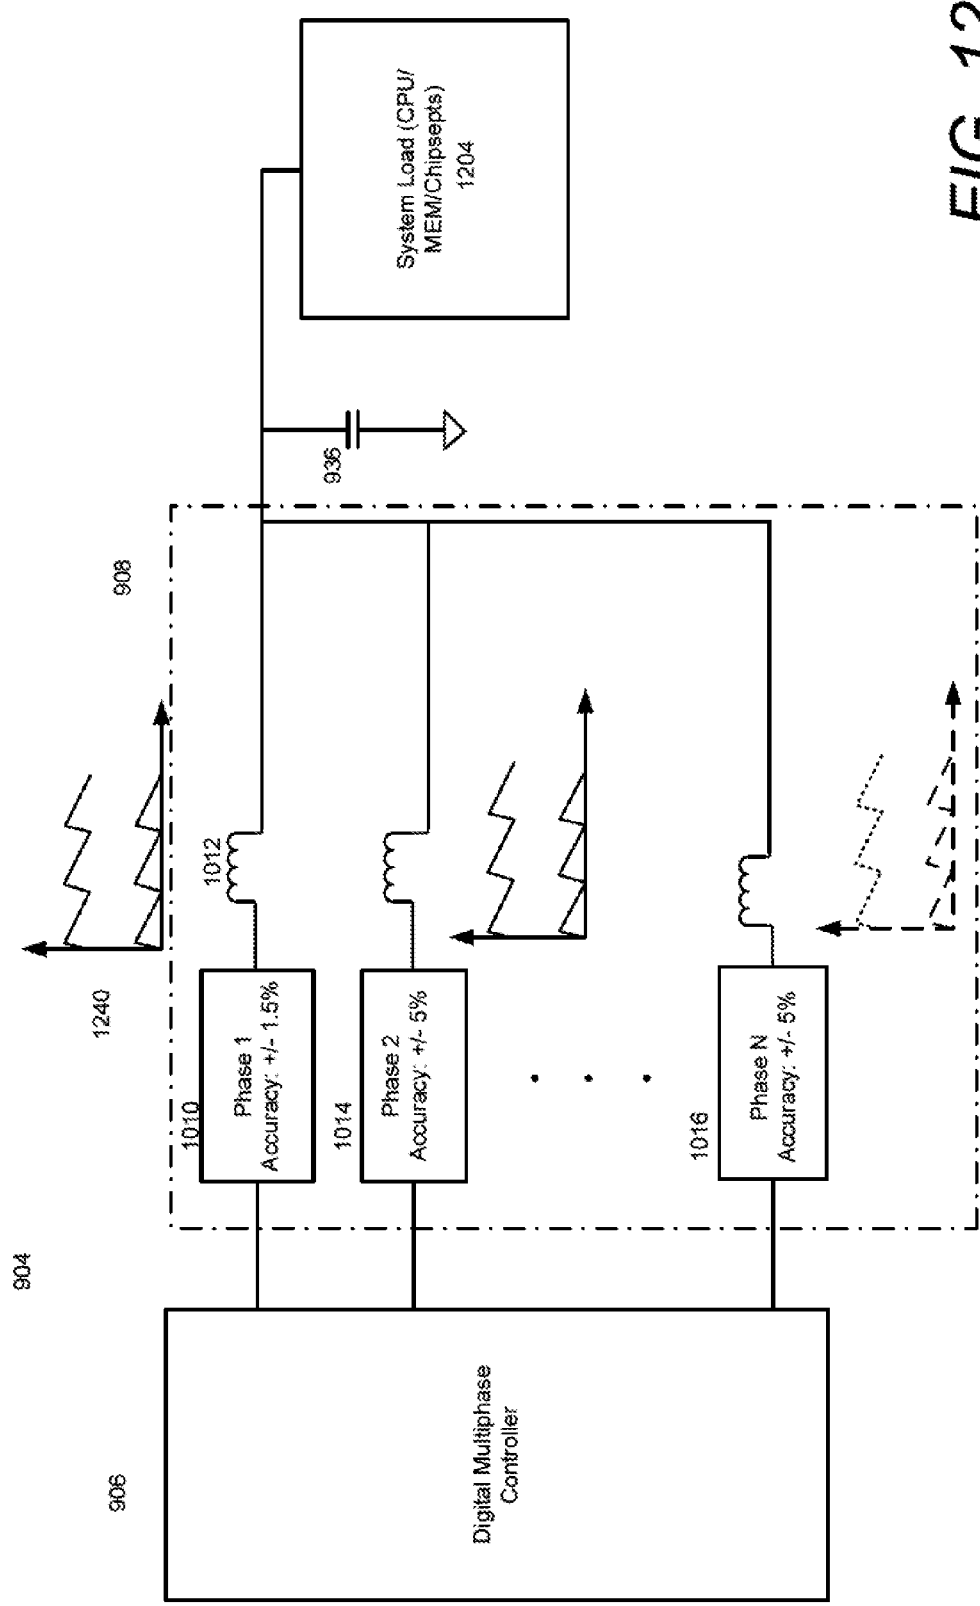 904
906
Digital Multiphase
Controller
908
1240
1010
Phase 1
Accuracy: +/- 1.5%
1012
1014
Phase 2
Accuracy: +/- 5%
1016
Phase N
Accuracy: +/- 5%
936
System Load (CPU/
MEM/Chipsepts)
1204
FIG. 12